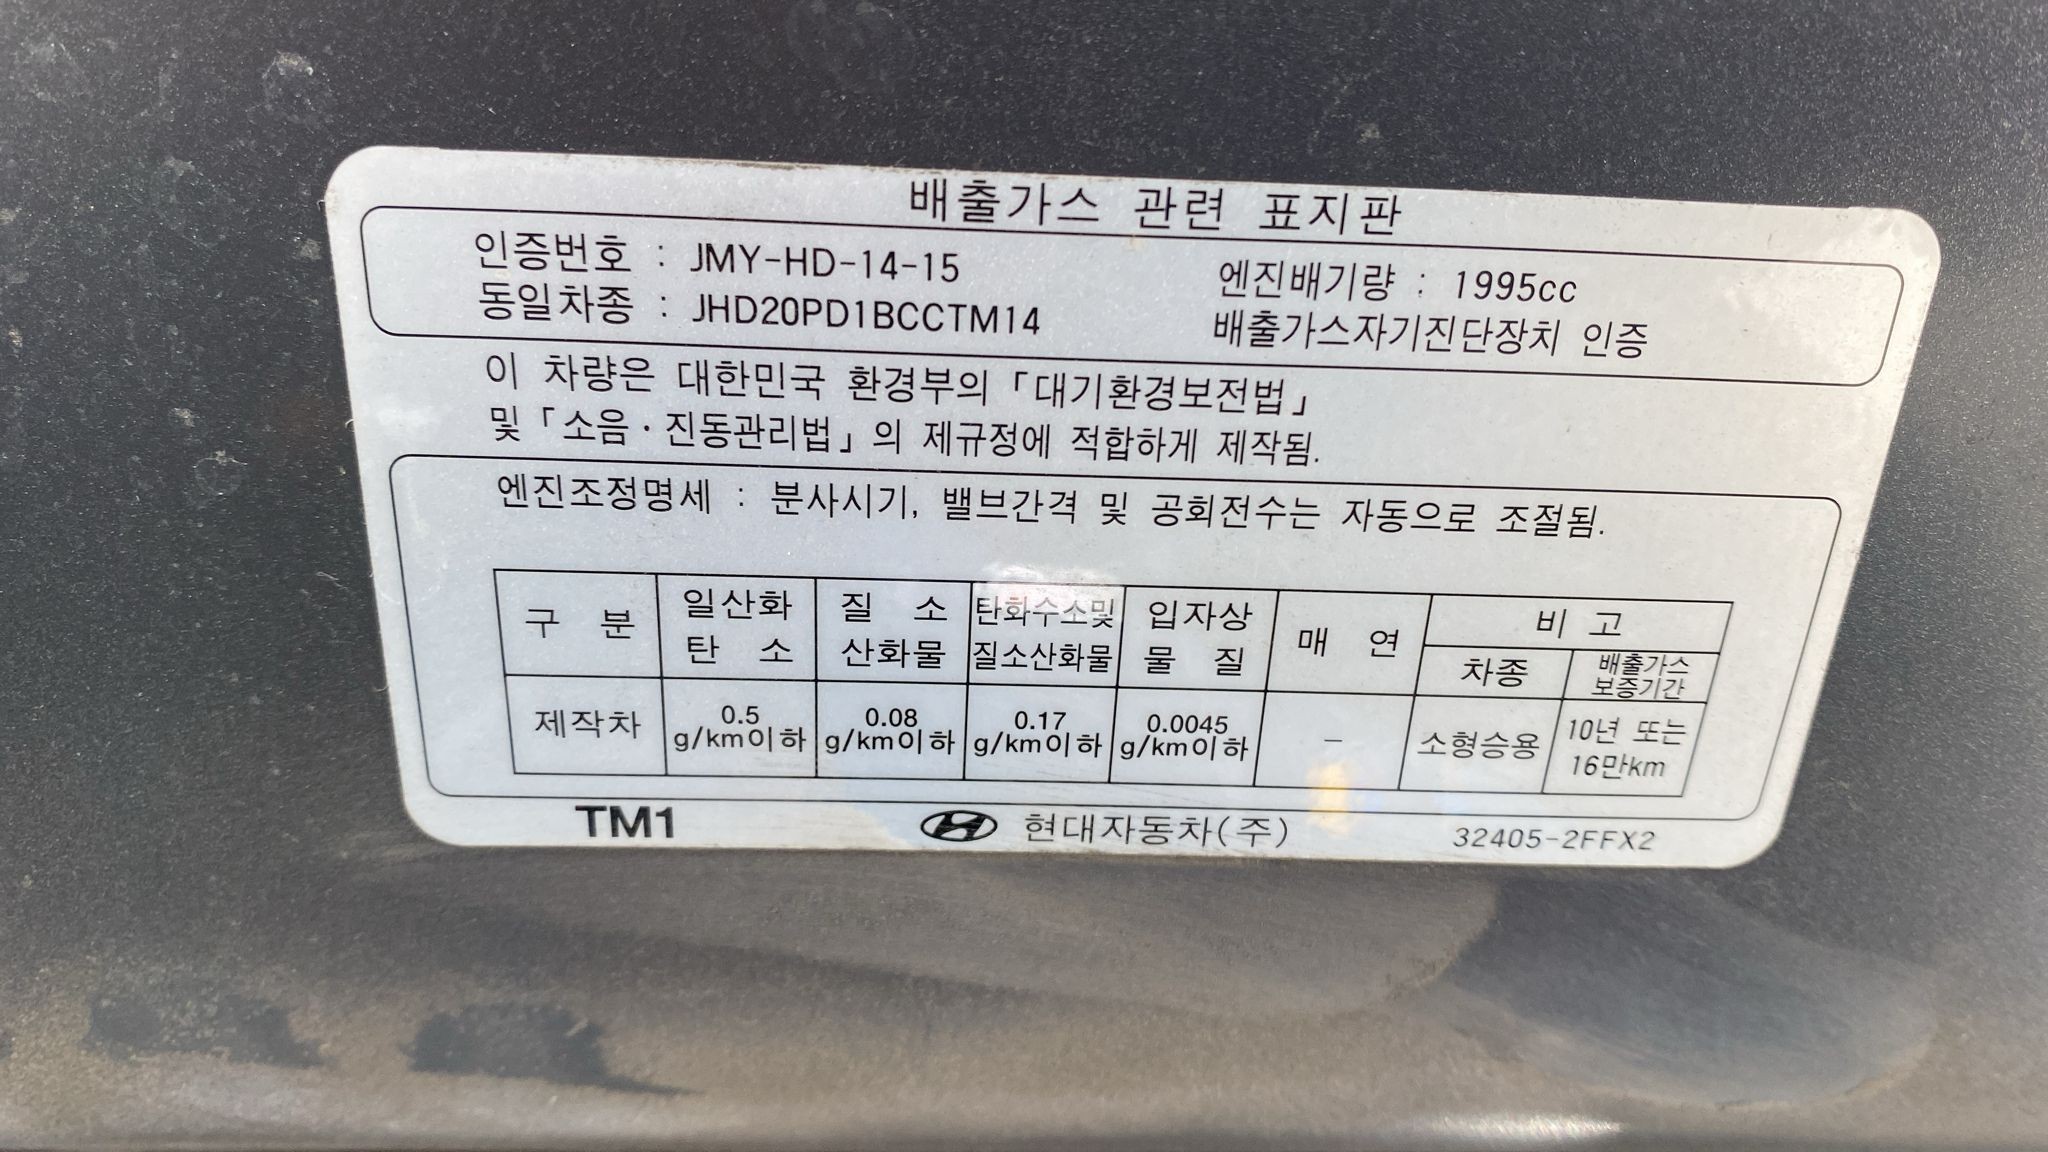 배출가스 관련 표지판
인증번호 : JMY-HD-14-15
엔진배기량 : 1995cc
동일차종 : JHD20PD1BCCTM14
배출가스자기진단장치 인증
이 차량은 대한민국 환경부의 「대기환경보전법」
및 「소음·진동관리법」의 제규정에 적합하게 제작됨.
엔진조정명세 : 분사시기, 밸브간격 및 공회전수는 자동으로 조절됨.
구 분
일산화
탄 소
질 소
산화물
탄화수소및
질소산화물
입자상
물 질
매 연
비 고
차종
배출가스
보증기간
제작차
0.5
g/km이하
0.08
g/km이하
0.17
g/km이하
0.0045
g/km이하
–
소형승용
10년 또는
16만km
TM1
현대자동차(주)
32405-2FFX2